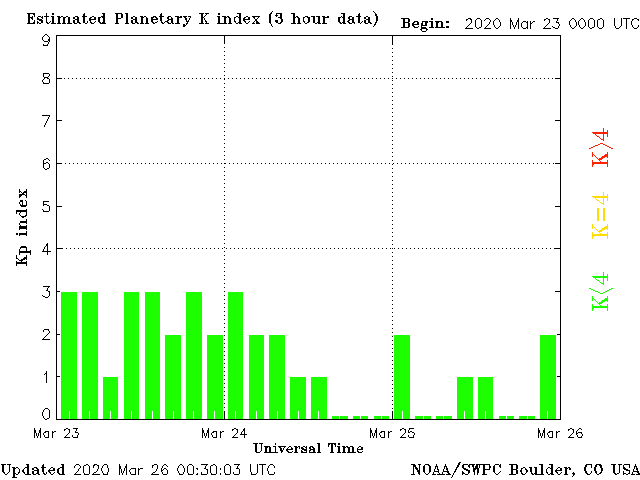 Estimated Planetary K index (3 hour data) Begin: 2020 Mar 23 0000 UTC
9
8
7
6
5
4
3
2
1
0
Kp index
K>4
K=4
K<4
Mar 23 Mar 24 Mar 25 Mar 26
Universal Time
Updated 2020 Mar 26 00:30:03 UTC NOAA/SWPC Boulder, CO USA